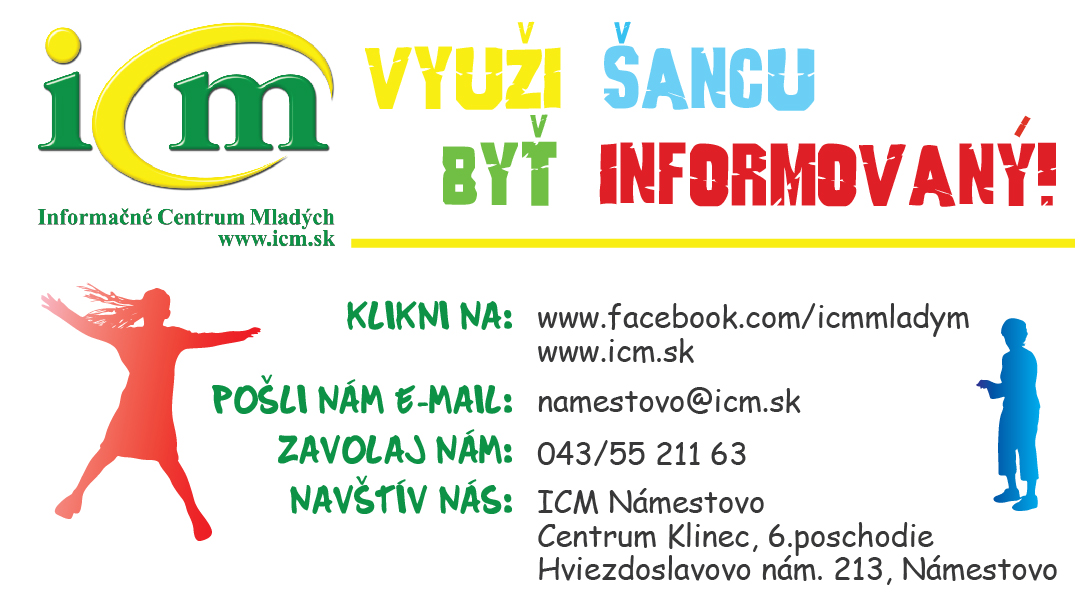 icm
Informačné Centrum Mladých
www.icm.sk
VYUŽI ŠANCU
BYŤ INFORMOVANÝ!
KLIKNI NA: www.facebook.com/icmmladym
www.icm.sk
POŠLI NÁM E-MAIL: namestovo@icm.sk
ZAVOLAJ NÁM: 043/55 211 63
NAVŠTÍV NÁS: ICM Námestovo
Centrum Klinec, 6.poschodie
Hviezdoslavovo nám. 213, Námestovo